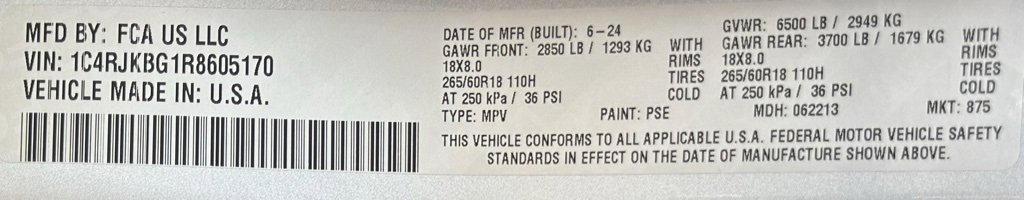 MFD BY: FCA US LLC
VIN: 1C4RJKBG1R8605170
VEHICLE MADE IN: U.S.A.
DATE OF MFR (BUILT): 6-24 GVWR: 6500 LB / 2949 KG
GAWR FRONT: 2850 LB / 1293 KG WITH GAWR REAR: 3700 LB / 1679 KG WITH
18X8.0 RIMS 18X8.0 RIMS
265/60R18 110H TIRES 265/60R18 110H TIRES
AT 250 kPa / 36 PSI COLD AT 250 kPa / 36 PSI COLD
TYPE: MPV PAINT: PSE MDH: 062213 MKT: 875
THIS VEHICLE CONFORMS TO ALL APPLICABLE U.S.A. FEDERAL MOTOR VEHICLE SAFETY
STANDARDS IN EFFECT ON THE DATE OF MANUFACTURE SHOWN ABOVE.